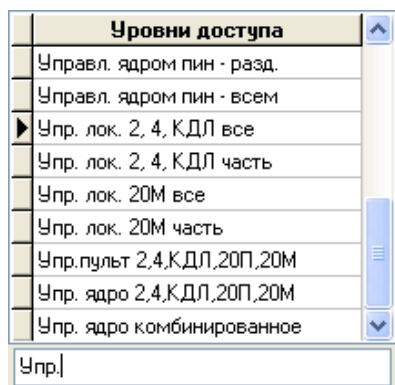 Уровни доступа
Управл. ядром пин - разд.
Управл. ядром пин - всем
Упр. лок. 2, 4, КДЛ все
Упр. лок. 2, 4, КДЛ часть
Упр. лок. 20М все
Упр. лок. 20М часть
Упр.пульт 2,4,КДЛ,20П,20М
Упр. ядро 2,4,КДЛ,20П,20М
Упр. ядро комбинированное
Упр.